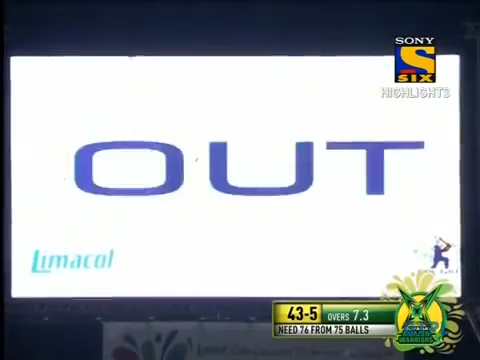 SONY
SIX
HIGHLIGHTS
OUT
Limacol
43-5 OVERS 7.3
NEED 76 FROM 75 BALLS
WARRIORS